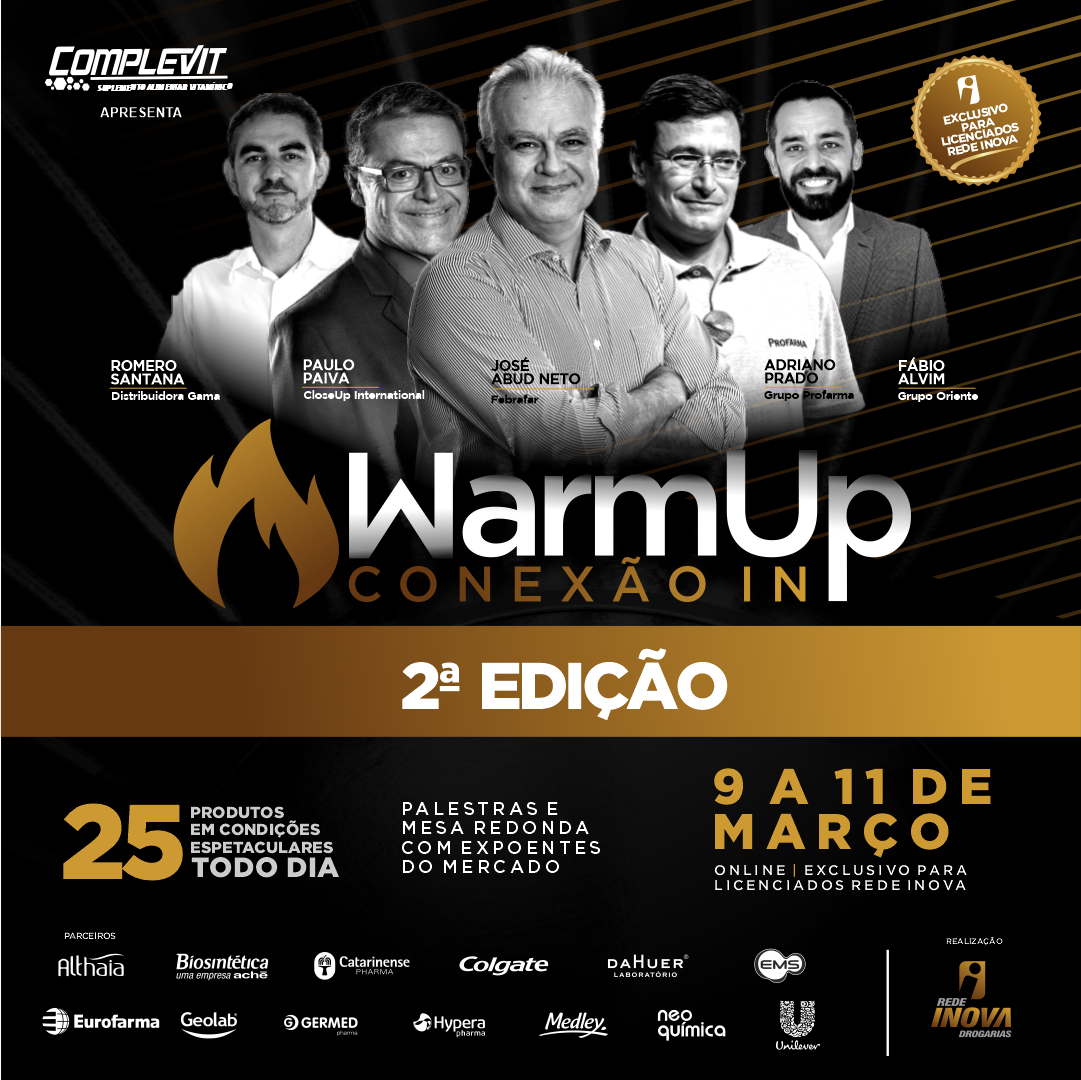 COMPLEVIT
SUPLEMENTO ALIMENTAR VITAMÍNICO
APRESENTA
EXCLUSIVO
PARA
LICENCIADOS
REDE INOVA
PROFARMA
ROMERO
SANTANA
Distribuidora Gama
PAULO
PAIVA
CloseUp International
JOSÉ
ABUD NETO
Febrafar
ADRIANO
PRADO
Grupo Profarma
FÁBIO
ALVIM
Grupo Oriente
WarmUp
CONEXÃO IN
2ª EDIÇÃO
25
PRODUTOS
EM CONDIÇÕES
ESPETACULARES
TODO DIA
PALESTRAS E
MESA REDONDA
COM EXPOENTES
DO MERCADO
9 A 11 DE
MARÇO
ONLINE | EXCLUSIVO PARA
LICENCIADOS REDE INOVA
PARCEIROS
Althaia
Biosintética
uma empresa achē
Catarinense
PHARMA
Colgate
DAHUER®
LABORATÓRIO
EMS
Eurofarma
Geolab
GERMED
pharma
Hypera
pharma
Medley.
neo
química
Unilever
REALIZAÇÃO
REDE
INOVA
DROGARIAS